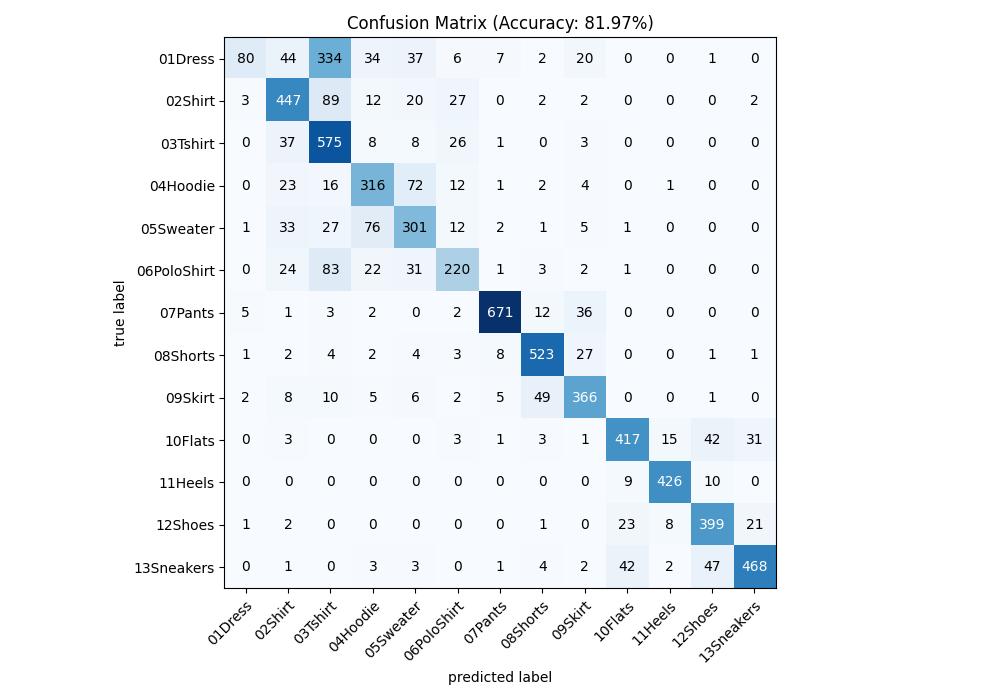 Confusion Matrix (Accuracy: 81.97%)
01Dress 80 44 334 34 37 6 7 2 20 0 0 1 0
02Shirt 3 447 89 12 20 27 0 2 2 0 0 0 2
03Tshirt 0 37 575 8 8 26 1 0 3 0 0 0 0
04Hoodie 0 23 16 316 72 12 1 2 4 0 1 0 0
05Sweater 1 33 27 76 301 12 2 1 5 1 0 0 0
06PoloShirt 0 24 83 22 31 220 1 3 2 1 0 0 0
07Pants 5 1 3 2 0 2 671 12 36 0 0 0 0
08Shorts 1 2 4 2 4 3 8 523 27 0 0 1 1
09Skirt 2 8 10 5 6 2 5 49 366 0 0 1 0
10Flats 0 3 0 0 0 3 1 3 1 417 15 42 31
11Heels 0 0 0 0 0 0 0 0 0 9 426 10 0
12Shoes 1 2 0 0 0 0 0 1 0 23 8 399 21
13Sneakers 0 1 0 3 3 0 1 4 2 42 2 47 468
true label
01Dress 02Shirt 03Tshirt 04Hoodie 05Sweater 06PoloShirt 07Pants 08Shorts 09Skirt 10Flats 11Heels 12Shoes 13Sneakers
predicted label